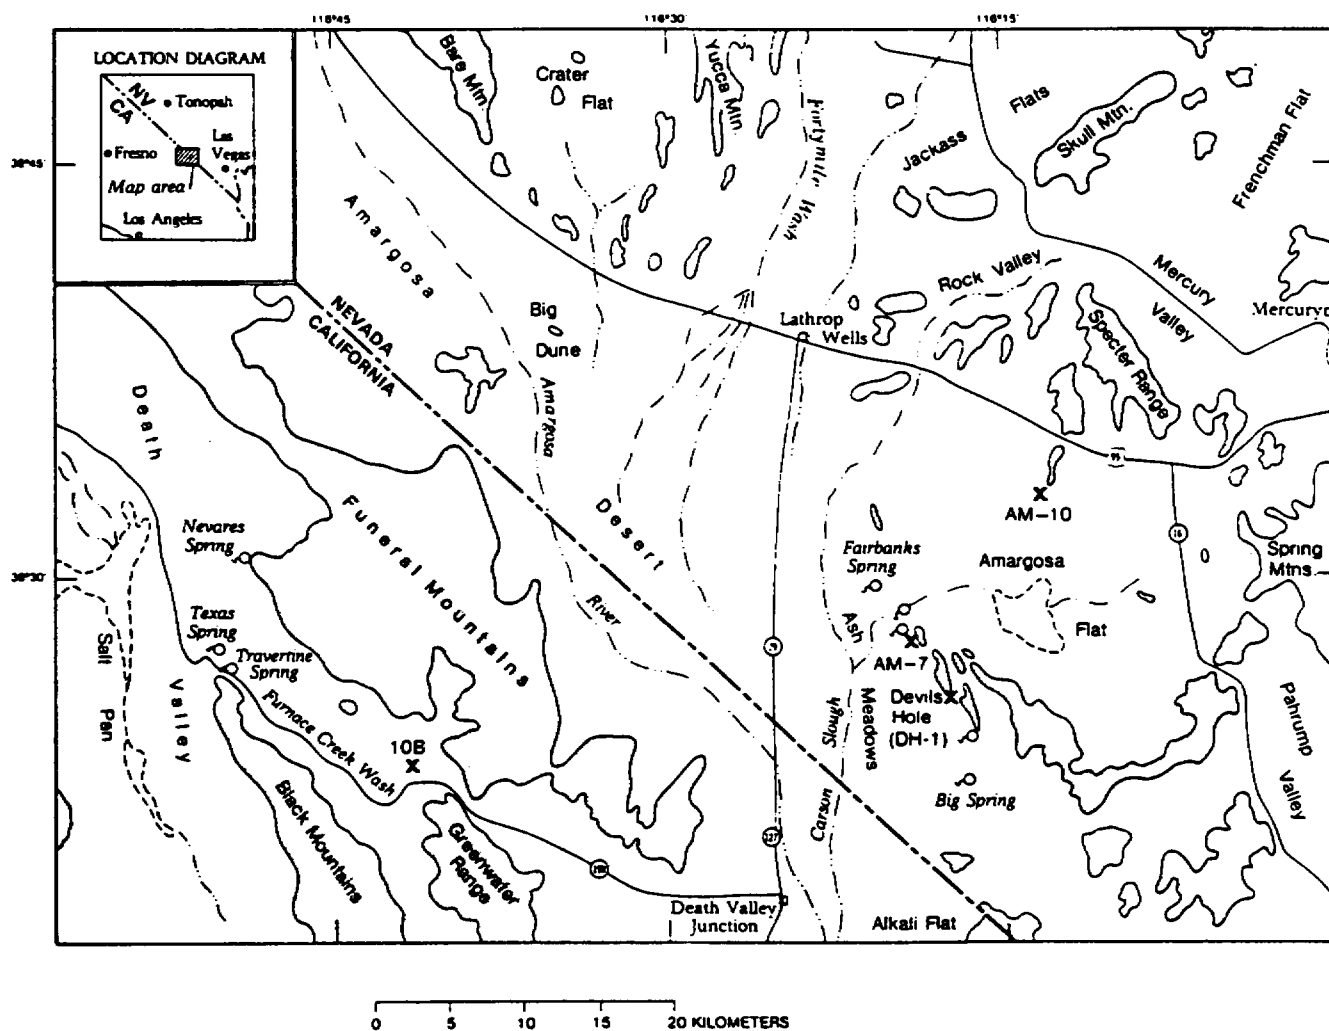 116°45'
116°30'
116°15'
LOCATION DIAGRAM
NV
CA
Tonopah
Las
Vegas
Fresno
Map area
Los Angeles
Bare Mtn.
Crater
Flat
Yucca Mtn.
Fortymile Wash
Jackass
Flats
Skull Mtn.
Frenchman Flat
36°45'
Amargosa
Desert
NEVADA
CALIFORNIA
Big
Dune
Rock Valley
Mercury
Valley
Mercury
Lathrop
Wells
Specter Range
Amargosa
River
Death
Valley
95
AM-10
16
Spring
Mtns.
36°30'
Nevares
Spring
Funeral Mountains
Fairbanks
Spring
Amargosa
Flat
Texas
Spring
Travertine
Spring
Salt
Pan
Furnace Creek Wash
Ash
Meadows
AM-7
Devils
Hole
(DH-1)
Carson
Slough
Big Spring
Pahrump
Valley
10B
Black Mountains
Greenwater
Range
190
127
Death Valley
Junction
Alkali Flat
0 5 10 15 20 KILOMETERS